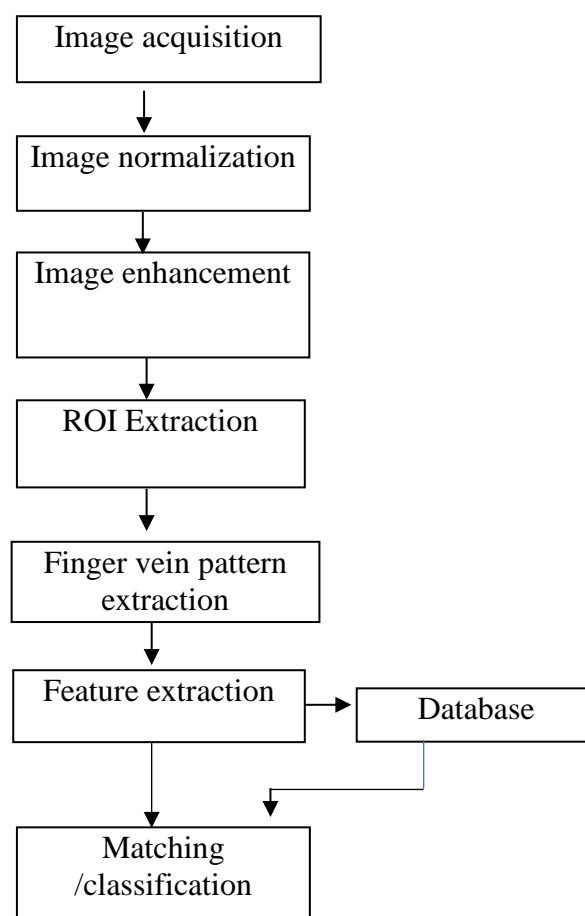 Image acquisition
Image normalization
Image enhancement
ROI Extraction
Finger vein pattern
extraction
Feature extraction
Database
Matching
/classification